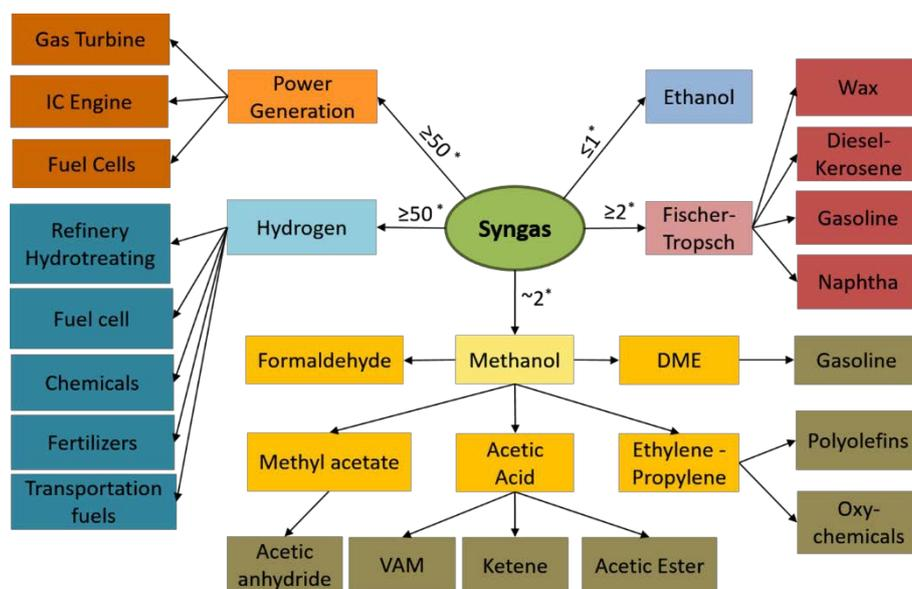 Gas Turbine
Power
Generation
IC Engine
Fuel Cells
≥50 *
≤1*
Ethanol
Wax
Diesel-
Kerosene
Gasoline
Naphtha
Refinery
Hydrotreating
Hydrogen
≥50 *
Syngas
≥2*
Fischer-
Tropsch
Fuel cell
Chemicals
Fertilizers
Transportation
fuels
~2*
Formaldehyde
Methanol
DME
Gasoline
Methyl acetate
Acetic
Acid
Ethylene -
Propylene
Polyolefins
Oxy-
chemicals
Acetic
anhydride
VAM
Ketene
Acetic Ester